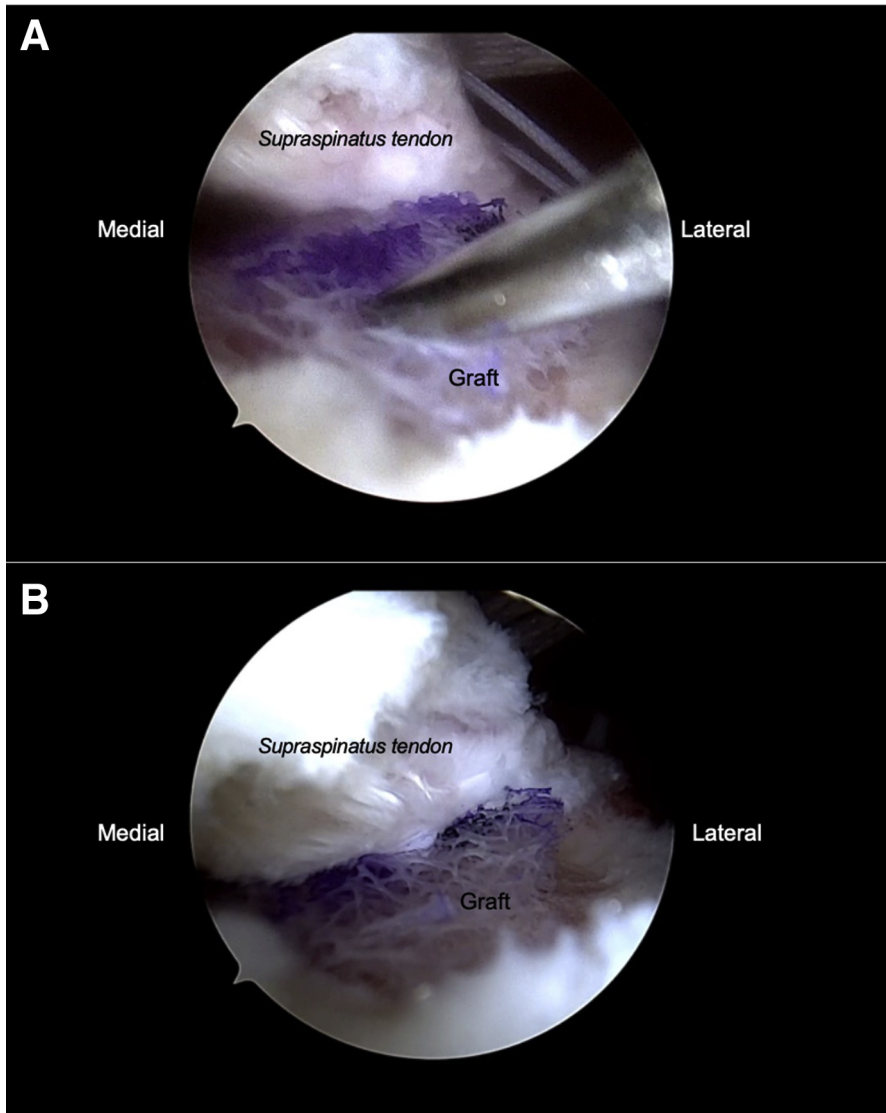 A
Supraspinatus tendon
Medial
Lateral
Graft
B
Supraspinatus tendon
Medial
Lateral
Graft